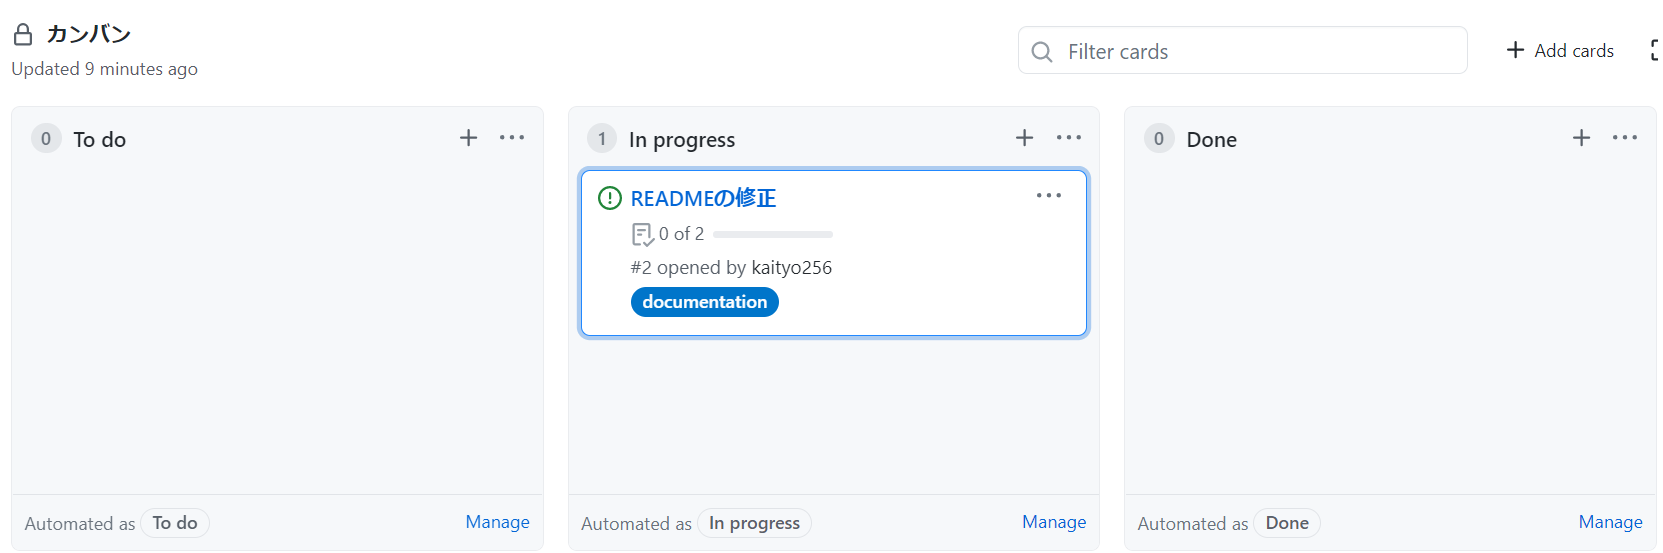 カンバン
Updated 9 minutes ago
Filter cards
Add cards
0 To do
1 In progress
READMEの修正
0 of 2
#2 opened by kaityo256
documentation
0 Done
Automated as To do Manage
Automated as In progress Manage
Automated as Done Manage